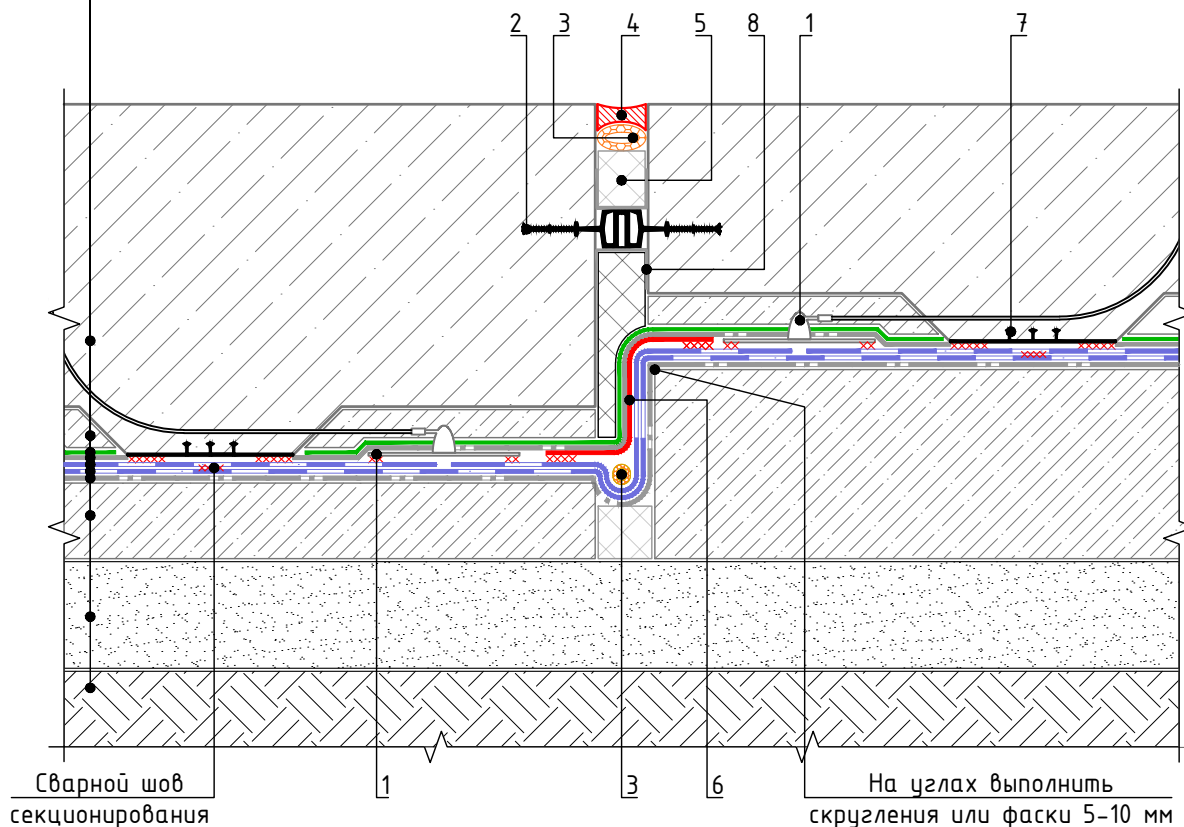 2 3 4 5 8 1 7
Сварной шов
секционирования
1 3 6
На углах выполнить
скругления или фаски 5-10 мм